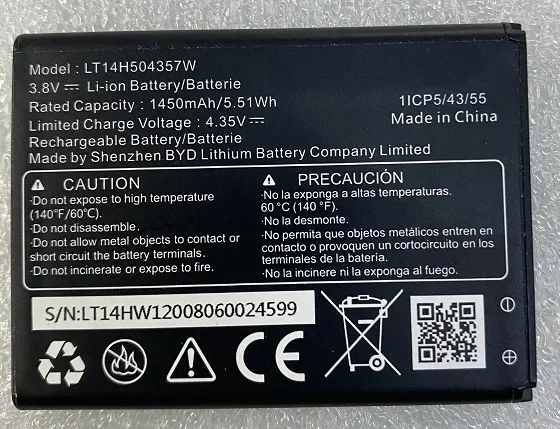 Model : LT14H504357W
3.8V⎓ Li-ion Battery/Batterie
Rated Capacity : 1450mAh/5.51Wh
Limited Charge Voltage : 4.35V⎓
Rechargeable Battery/Batterie
Made by Shenzhen BYD Lithium Battery Company Limited
1ICP5/43/55
Made in China
CAUTION
·Do not expose to high temperature
(140°F/60°C).
·Do not disassemble.
·Do not allow metal objects to contact or
short circuit the battery terminals.
·Do not incinerate or expose to fire.
PRECAUCIÓN
·No la exponga a altas temperaturas.
60 °C (140 °F).
·No la desmonte.
·No permita que objetos metálicos entren en
contacto o provoquen un cortocircuito en los
terminales de la batería.
·No la incinere ni la exponga al fuego.
S/N:LT14HW12008060024599
CE